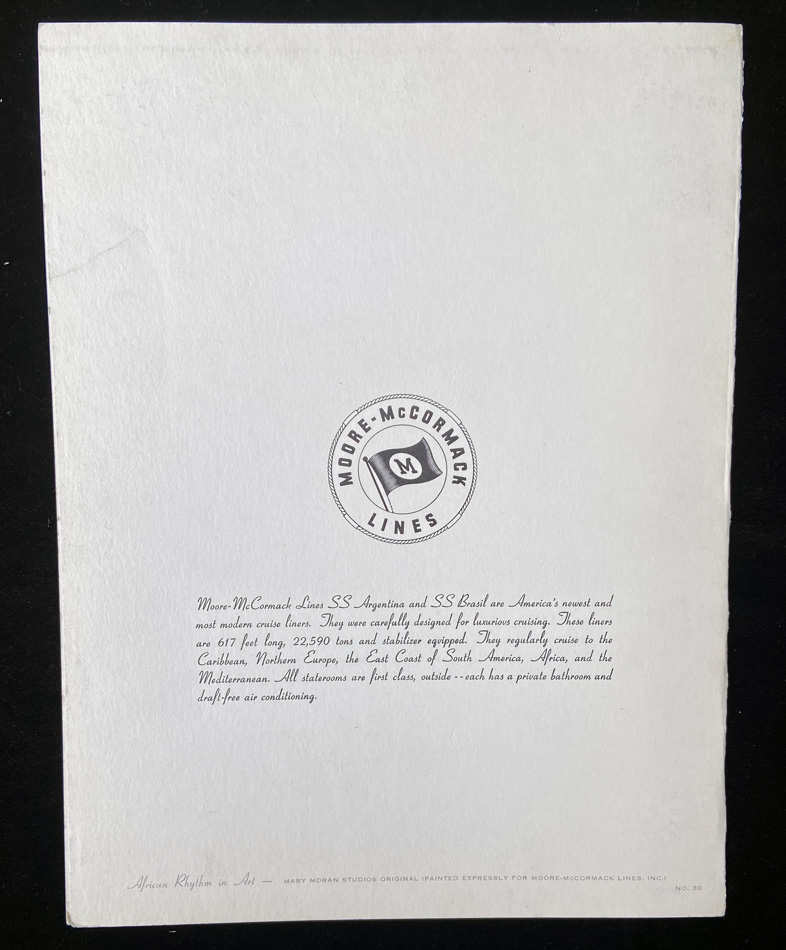 MOORE-McCORMACK
M
LINES
Moore-McCormack Lines SS Argentina and SS Brasil are America's newest and
most modern cruise liners. They were carefully designed for luxurious cruising. These liners
are 617 feet long, 22,590 tons and stabilizer equipped. They regularly cruise to the
Caribbean, Northern Europe, the East Coast of South America, Africa, and the
Mediterranean. All staterooms are first class, outside -- each has a private bathroom and
draft-free air conditioning.
African Rhythm in Art — MARY MORAN STUDIOS ORIGINAL (PAINTED EXPRESSLY FOR MOORE-McCORMACK LINES, INC.)
NO. 30